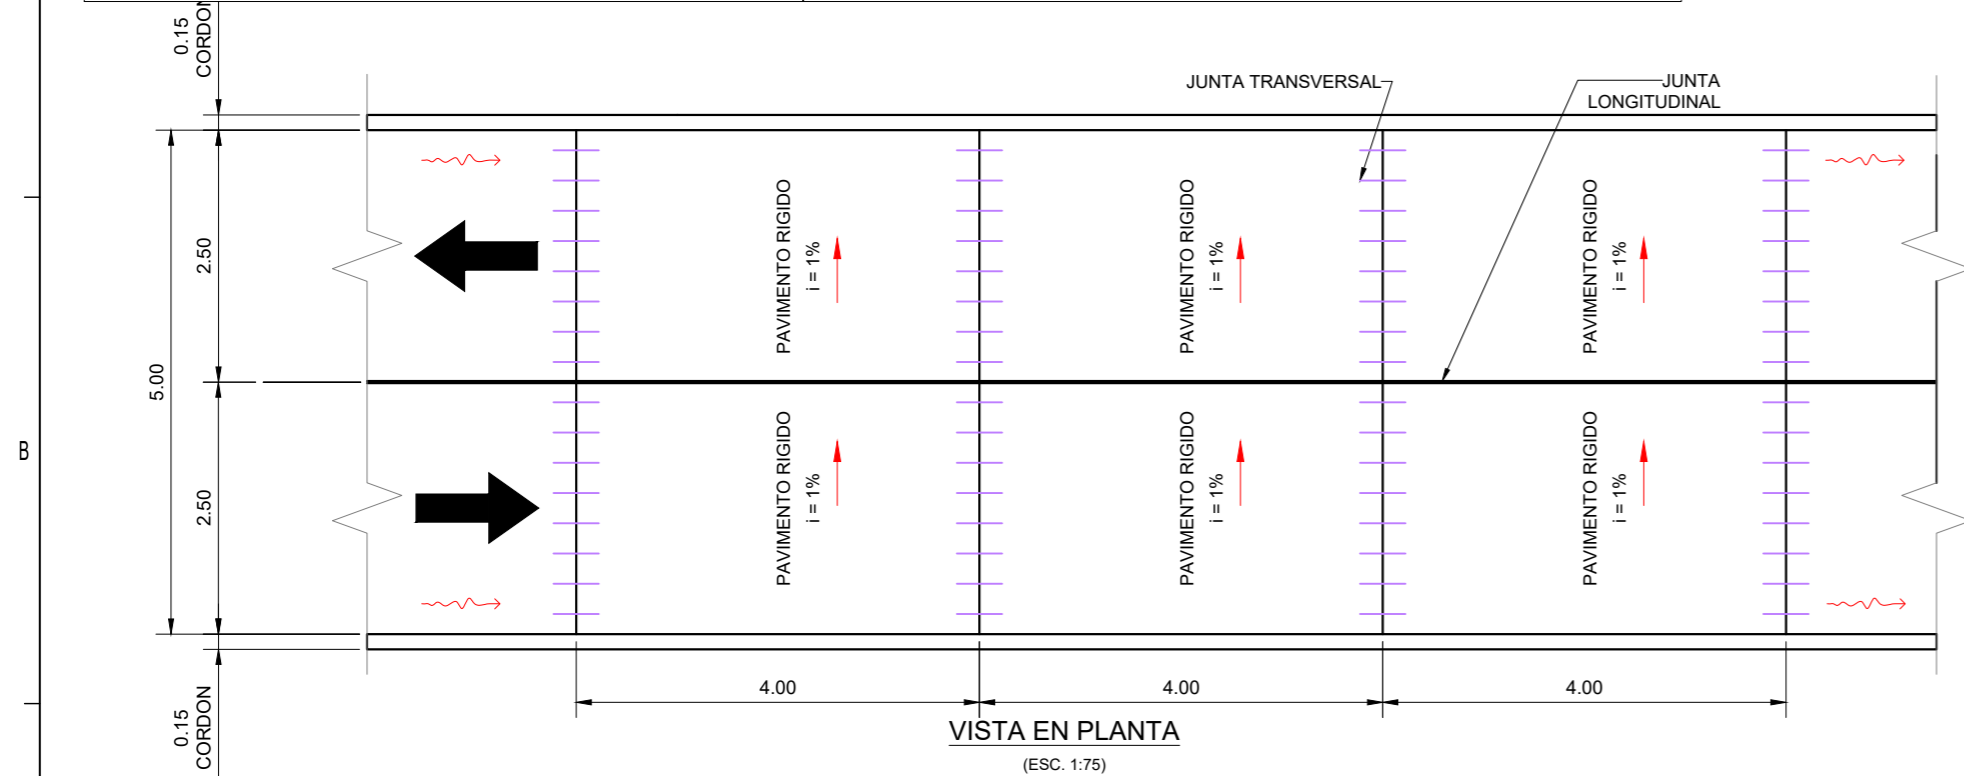 0.15
CORDON
JUNTA TRANSVERSAL
JUNTA
LONGITUDINAL
2.50
5.00
2.50
PAVIMENTO RIGIDO
i = 1%
PAVIMENTO RIGIDO
i = 1%
PAVIMENTO RIGIDO
i = 1%
B
PAVIMENTO RIGIDO
i = 1%
PAVIMENTO RIGIDO
i = 1%
PAVIMENTO RIGIDO
i = 1%
4.00
4.00
4.00
0.15
CORDON
VISTA EN PLANTA
(ESC. 1:75)